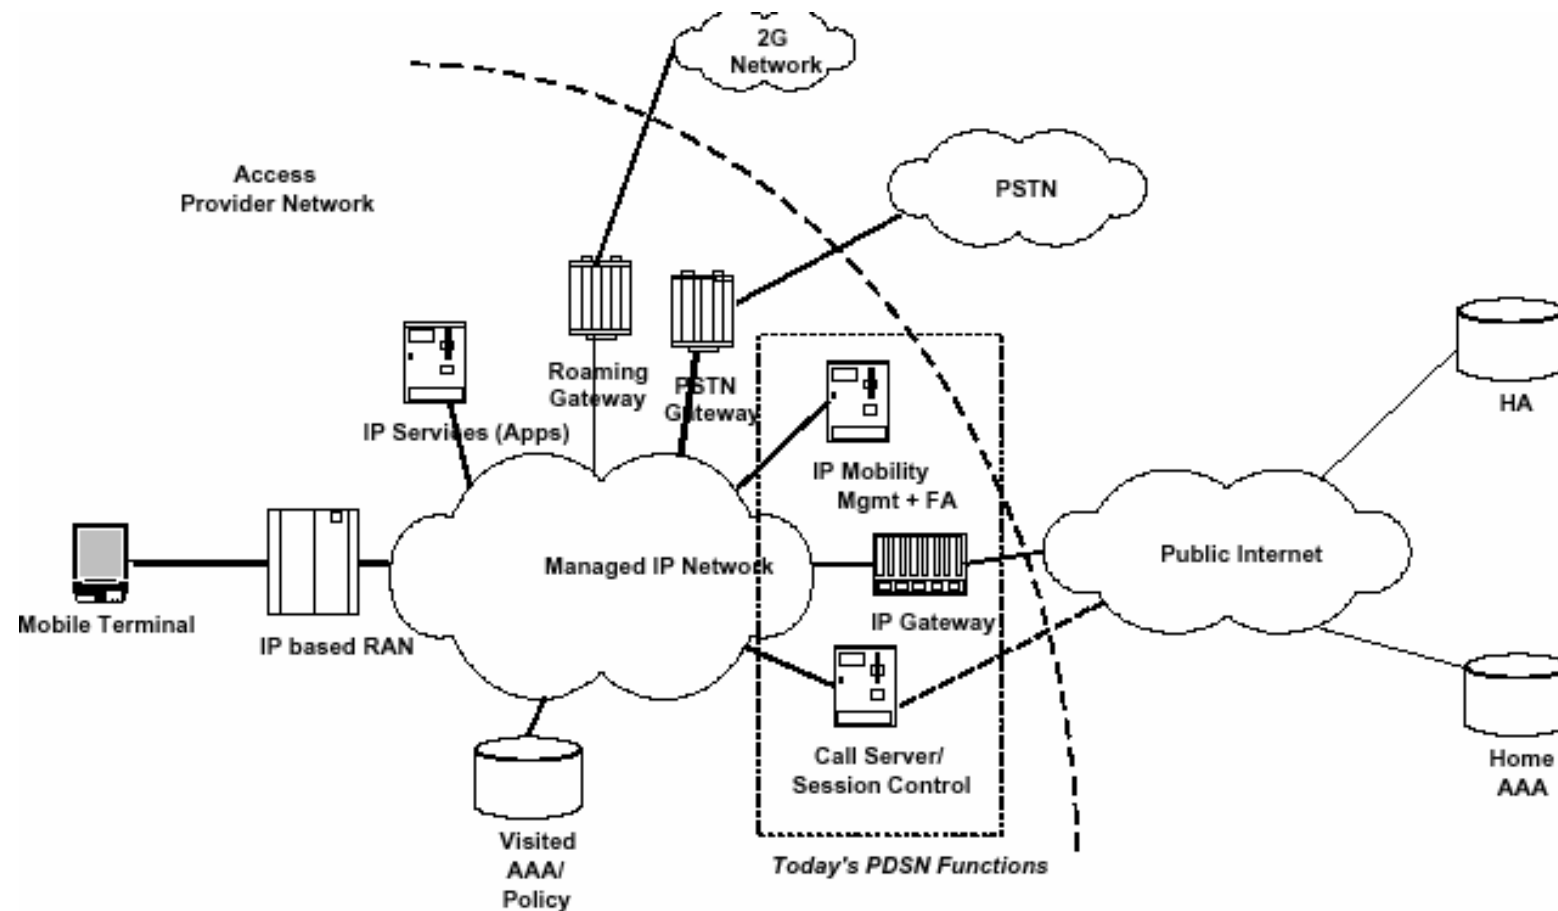 2G
Network
Access
Provider Network
PSTN
Roaming
Gateway
PSTN
Gateway
HA
IP Services (Apps)
IP Mobility
Mgmt + FA
Public Internet
Managed IP Network
Mobile Terminal
IP based RAN
IP Gateway
Call Server/
Session Control
Home
AAA
Visited
AAA/
Policy
Today's PDSN Functions